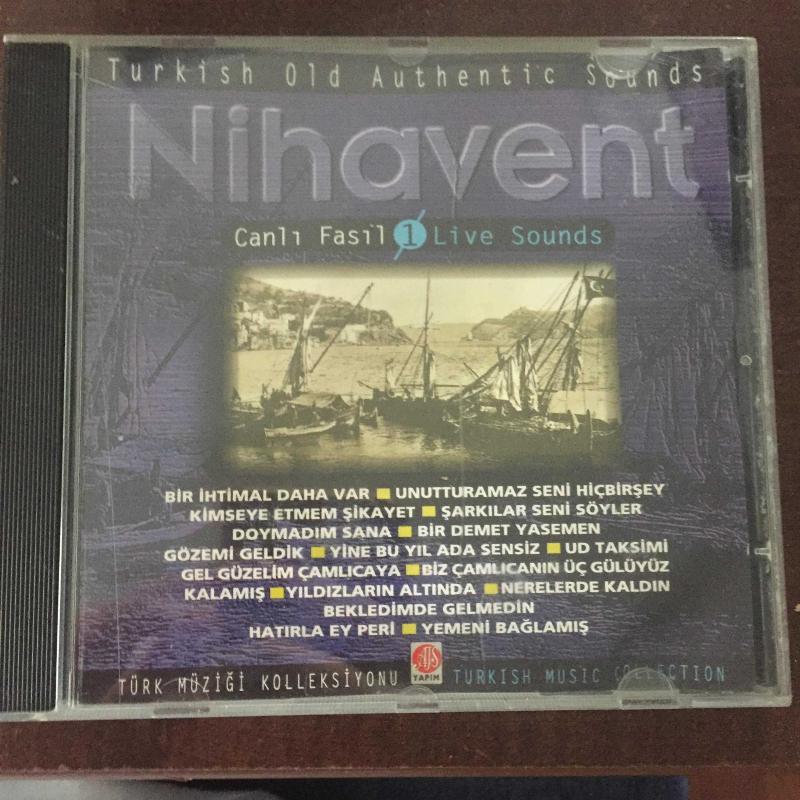 Turkish Old Authentic Sounds
Nihavent
Canlı Fasıl 1 Live Sounds
BİR İHTİMAL DAHA VAR ■ UNUTTURAMAZ SENİ HİÇBİRŞEY
KİMSEYE ETMEM ŞİKAYET ■ ŞARKILAR SENİ SÖYLER
DOYMADIM SANA ■ BİR DEMET YASEMEN
GÖZEMİ GELDİK ■ YİNE BU YIL ADA SENSİZ ■ UD TAKSİMİ
GEL GÜZELİM ÇAMLICAYA ■ BİZ ÇAMLICANIN ÜÇ GÜLÜYÜZ
KALAMIŞ ■ YILDIZLARIN ALTINDA ■ NERELERDE KALDIN
BEKLEDİMDE GELMEDİN
HATIRLA EY PERİ ■ YEMENİ BAĞLAMIŞ
TÜRK MÜZİĞİ KOLLEKSİYONU AJS YAPIM TURKISH MUSIC COLLECTION